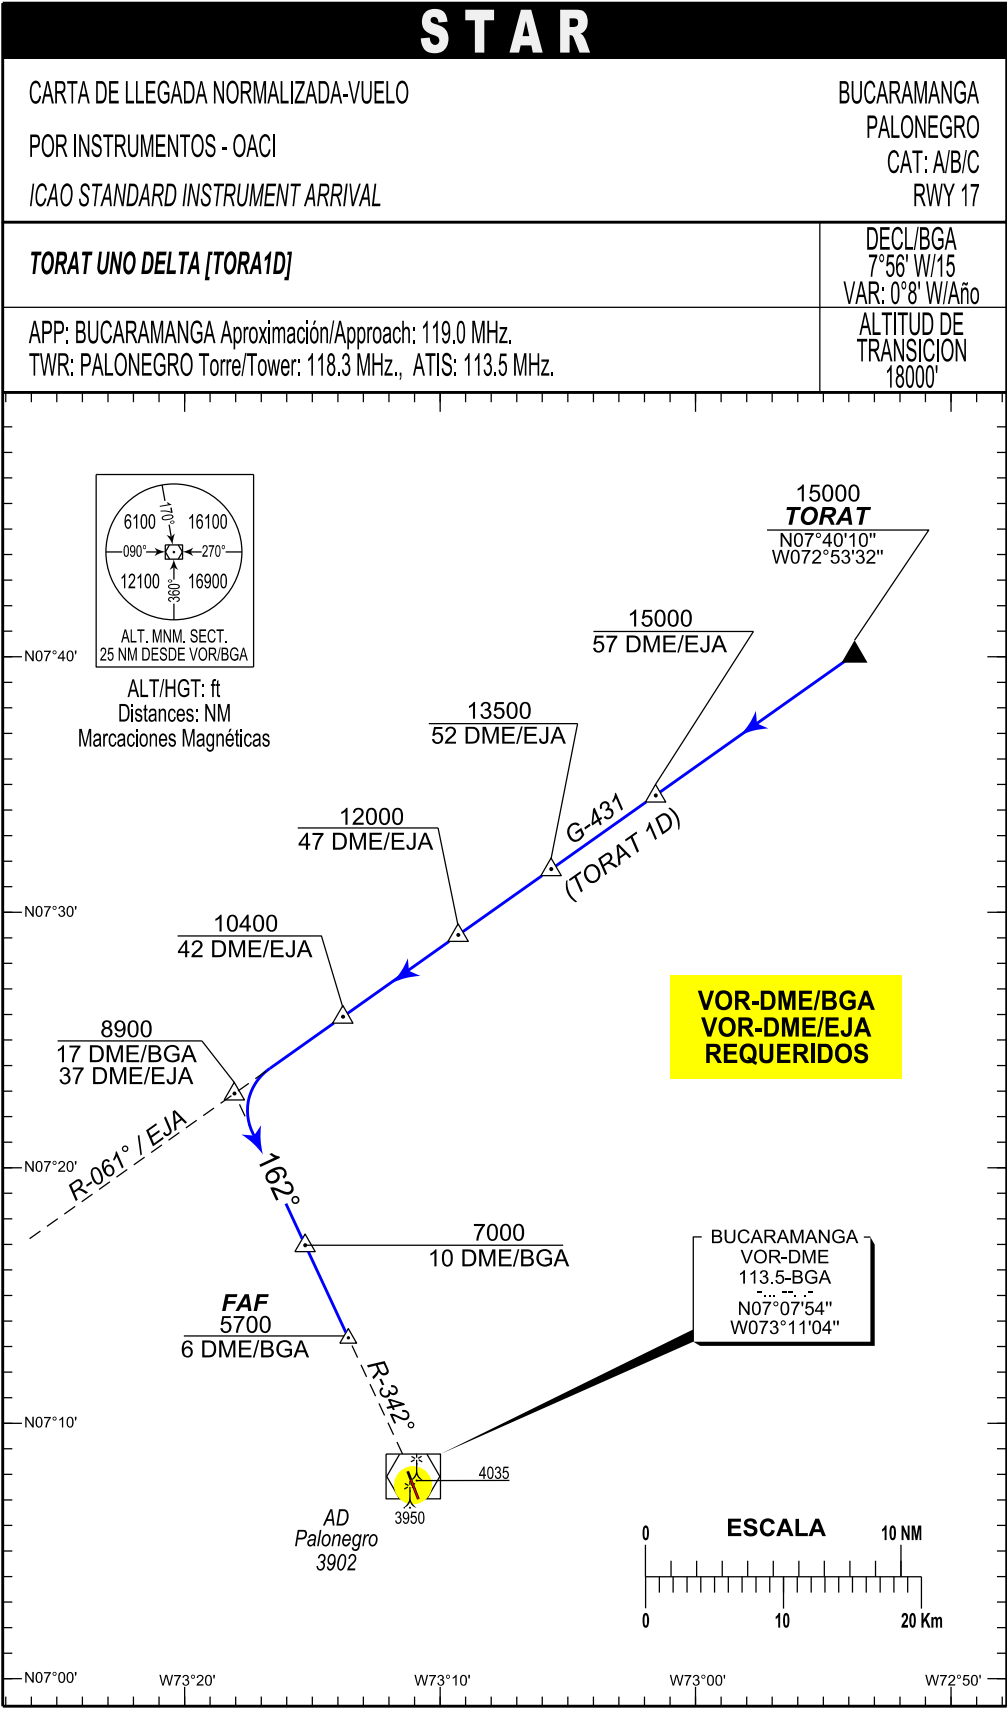 STAR
CARTA DE LLEGADA NORMALIZADA-VUELO
POR INSTRUMENTOS - OACI
ICAO STANDARD INSTRUMENT ARRIVAL
BUCARAMANGA
PALONEGRO
CAT: A/B/C
RWY 17
TORAT UNO DELTA [TORA1D]
DECL/BGA
7°56' W/15
VAR: 0°8' W/Año
APP: BUCARAMANGA Aproximación/Approach: 119.0 MHz.
TWR: PALONEGRO Torre/Tower: 118.3 MHz., ATIS: 113.5 MHz.
ALTITUD DE
TRANSICION
18000'
170°
6100
16100
090°
270°
12100
16900
360°
ALT. MNM. SECT.
25 NM DESDE VOR/BGA
ALT/HGT: ft
Distances: NM
Marcaciones Magnéticas
15000
TORAT
N07°40'10"
W072°53'32"
15000
57 DME/EJA
N07°40'
13500
52 DME/EJA
G-431
(TORAT 1D)
12000
47 DME/EJA
N07°30'
10400
42 DME/EJA
VOR-DME/BGA
VOR-DME/EJA
REQUERIDOS
8900
17 DME/BGA
37 DME/EJA
R-061° / EJA
N07°20'
162°
7000
10 DME/BGA
BUCARAMANGA
VOR-DME
113.5-BGA
-... --. .-
N07°07'54"
W073°11'04"
FAF
5700
6 DME/BGA
R-342°
N07°10'
4035
3950
AD
Palonegro
3902
ESCALA
0
10 NM
0
10
20 Km
N07°00'
W73°20'
W73°10'
W73°00'
W72°50'